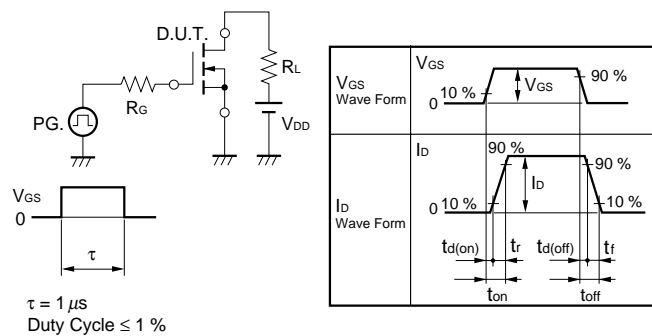 D.U.T.
RL
RG
PG.
VDD
VGS
0
τ
τ = 1 μs
Duty Cycle ≤ 1 %
VGS
Wave Form
VGS
10 %
0
VGS
90 %
ID
Wave Form
ID
90 %
90 %
ID
0 10 %
10 %
td(on) tr td(off) tf
ton toff